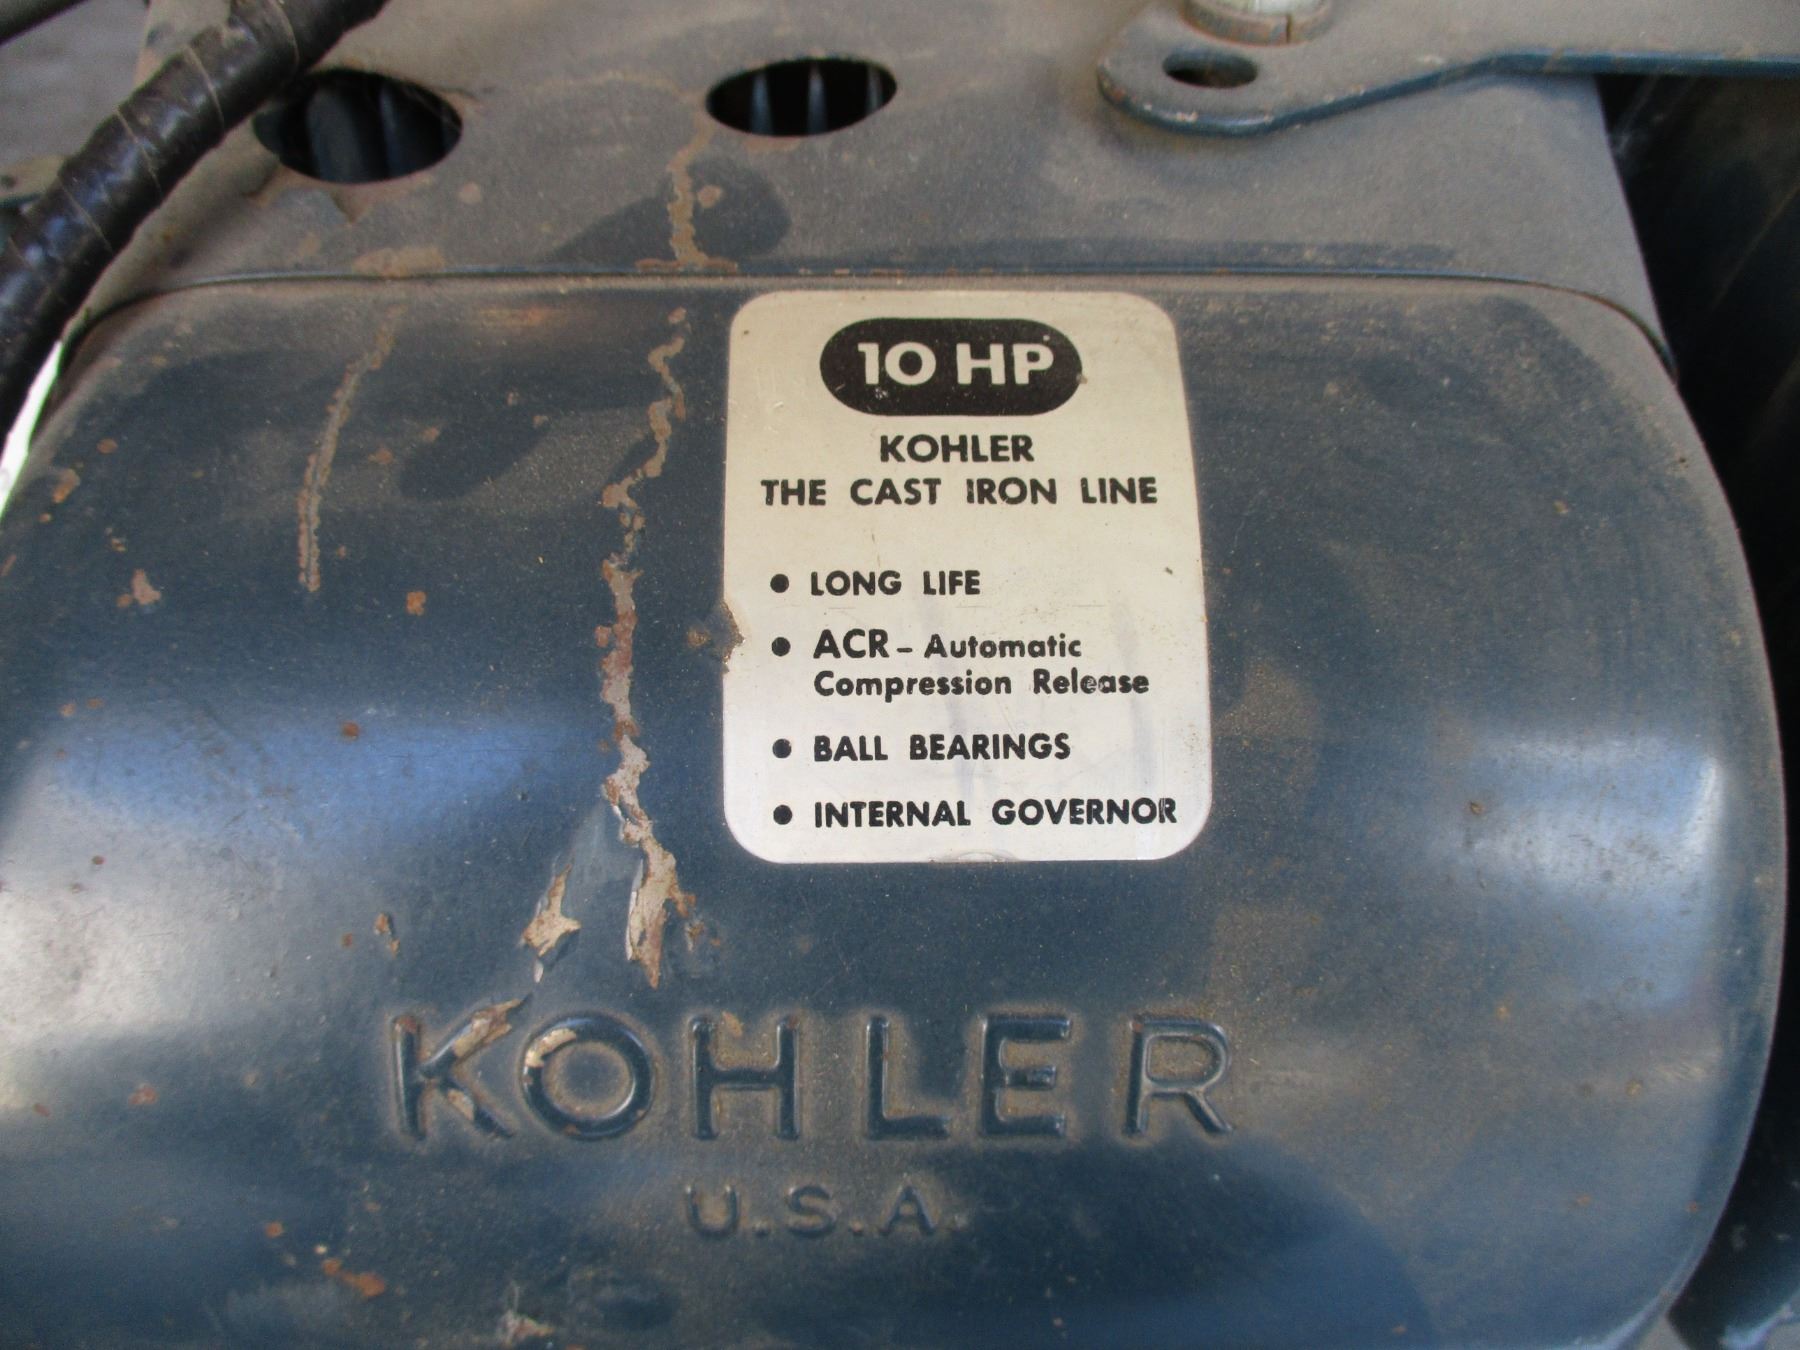 10 HP
KOHLER
THE CAST IRON LINE
• LONG LIFE
• ACR – Automatic
Compression Release
• BALL BEARINGS
• INTERNAL GOVERNOR
KOHLER
U.S.A.